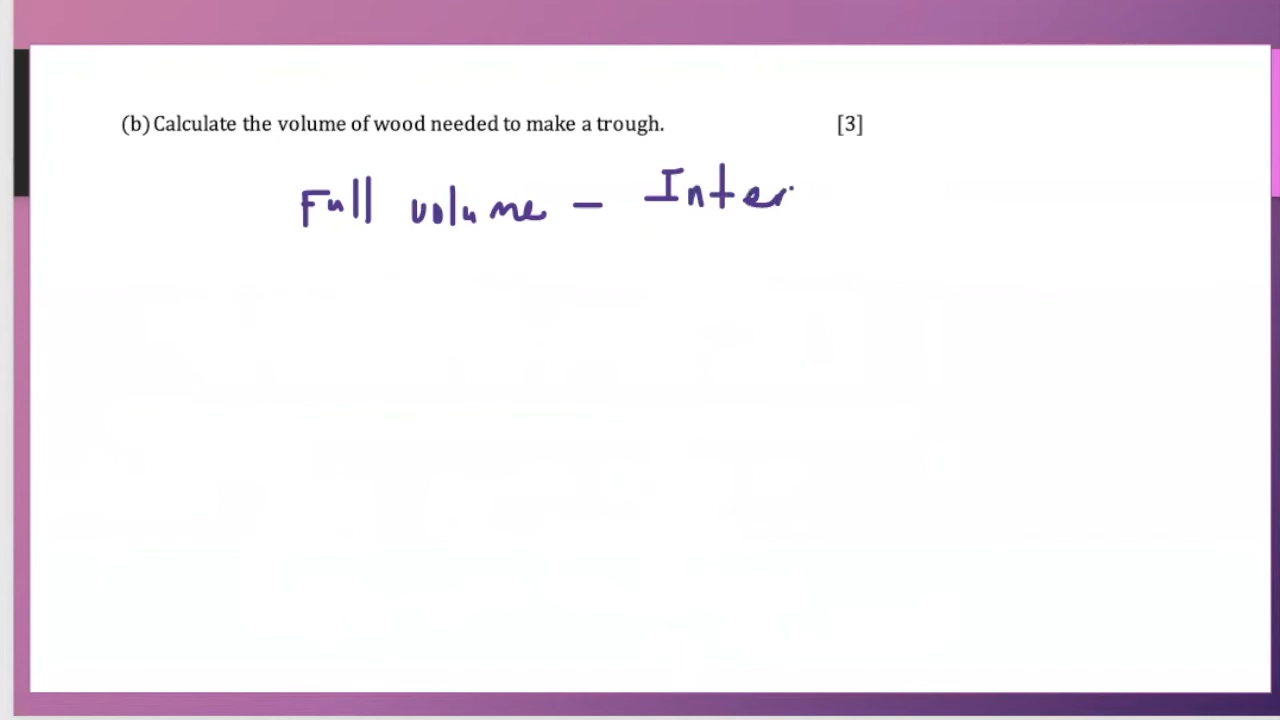 (b) Calculate the volume of wood needed to make a trough. [3]
Full volume - Inter